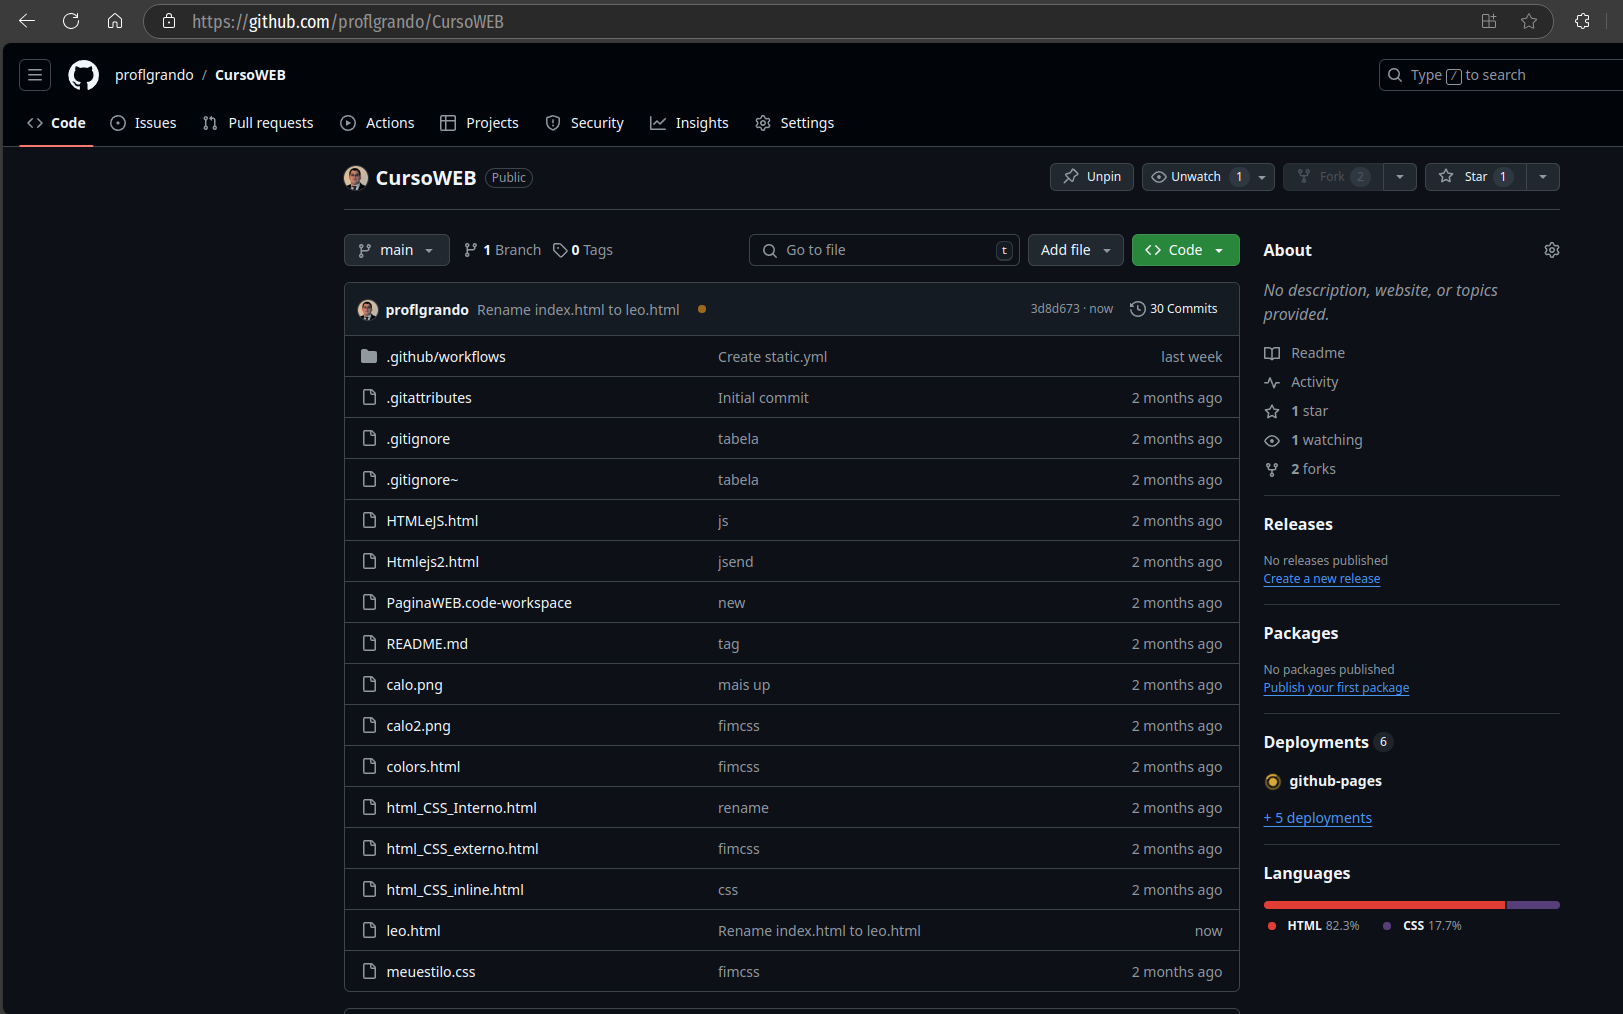 https://github.com/proflgrando/CursoWEB
proflgrando / CursoWEB
Type / to search
Code Issues Pull requests Actions Projects Security Insights Settings
CursoWEB Public
Unpin Unwatch 1 Fork 2 Star 1
main 1 Branch 0 Tags Go to file t Add file Code
proflgrando Rename index.html to leo.html 3d8d673 · now 30 Commits
.github/workflows Create static.yml last week
.gitattributes Initial commit 2 months ago
.gitignore tabela 2 months ago
.gitignore~ tabela 2 months ago
HTMLeJS.html js 2 months ago
Htmlejs2.html jsend 2 months ago
PaginaWEB.code-workspace new 2 months ago
README.md tag 2 months ago
calo.png mais up 2 months ago
calo2.png fimcss 2 months ago
colors.html fimcss 2 months ago
html_CSS_Interno.html rename 2 months ago
html_CSS_externo.html fimcss 2 months ago
html_CSS_inline.html css 2 months ago
leo.html Rename index.html to leo.html now
meuestilo.css fimcss 2 months ago
About
No description, website, or topics
provided.
Readme
Activity
1 star
1 watching
2 forks
Releases
No releases published
Create a new release
Packages
No packages published
Publish your first package
Deployments 6
github-pages
+ 5 deployments
Languages
HTML 82.3% CSS 17.7%